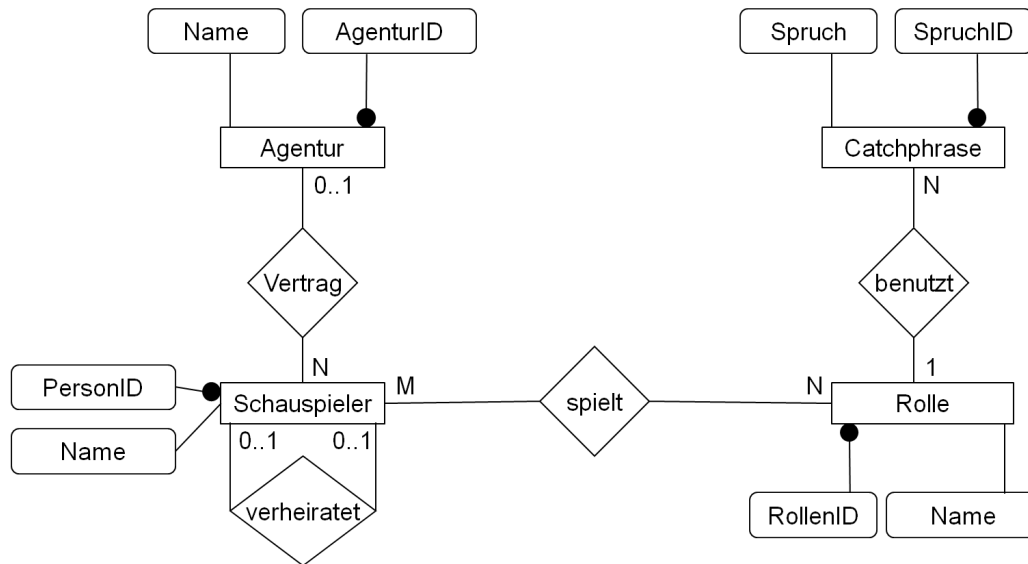 Name
AgenturID
Spruch
SpruchID
Agentur
Catchphrase
0..1
N
Vertrag
benutzt
N
1
PersonID
Schauspieler
M
spielt
N
Rolle
Name
0..1
0..1
verheiratet
RollenID
Name